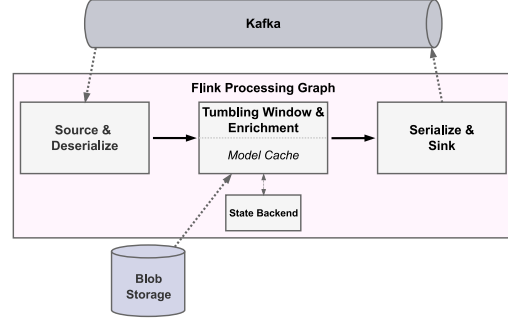 Kafka
Flink Processing Graph
Source &
Deserialize
Tumbling Window &
Enrichment
Model Cache
Serialize &
Sink
State Backend
Blob
Storage